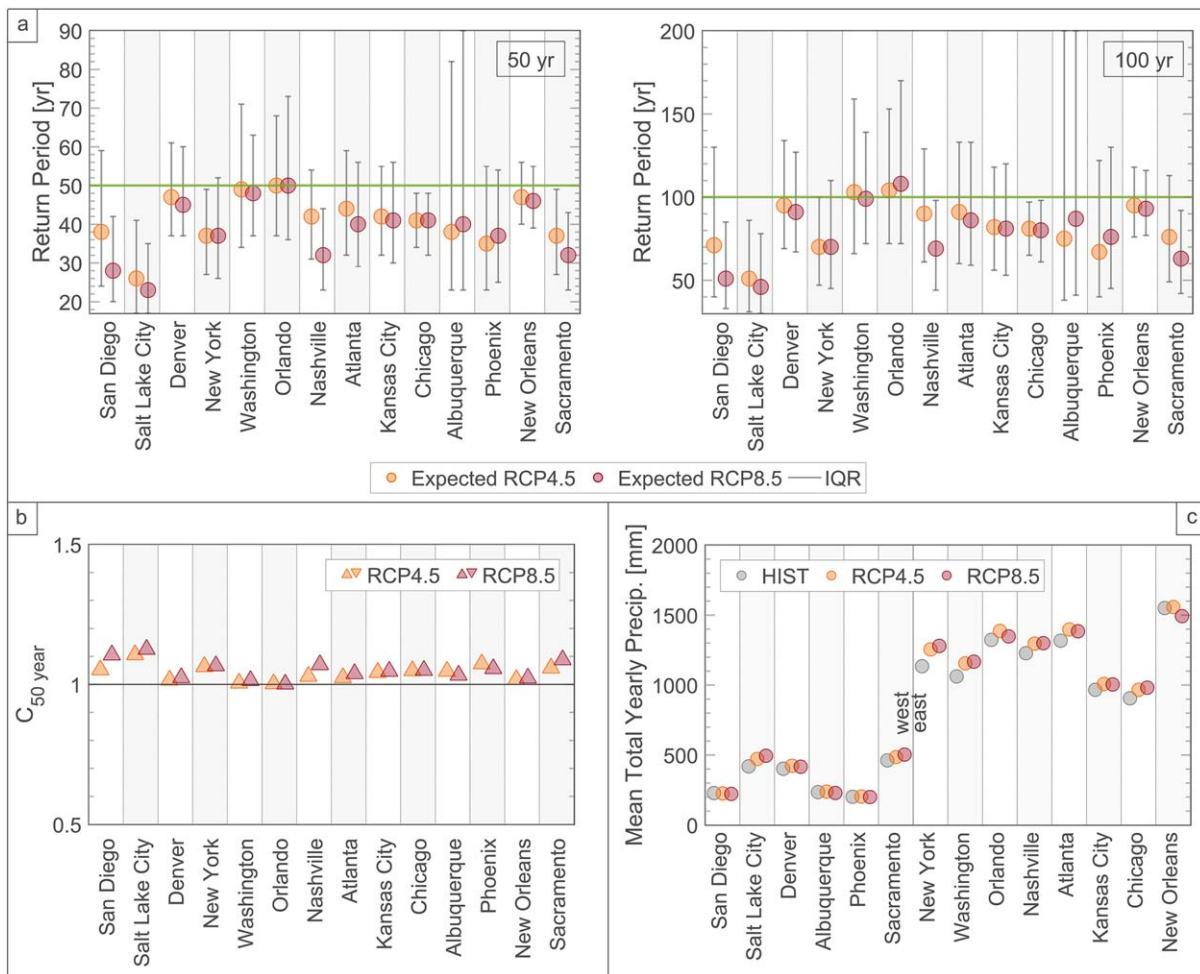 a
90
80
70
60
50
40
30
20
Return Period [yr]
50 yr
San Diego
Salt Lake City
Denver
New York
Washington
Orlando
Nashville
Atlanta
Kansas City
Chicago
Albuquerque
Phoenix
New Orleans
Sacramento
200
150
100
50
Return Period [yr]
100 yr
San Diego
Salt Lake City
Denver
New York
Washington
Orlando
Nashville
Atlanta
Kansas City
Chicago
Albuquerque
Phoenix
New Orleans
Sacramento
Expected RCP4.5 Expected RCP8.5 IQR
b
1.5
1
0.5
C50 year
RCP4.5 RCP8.5
San Diego
Salt Lake City
Denver
New York
Washington
Orlando
Nashville
Atlanta
Kansas City
Chicago
Albuquerque
Phoenix
New Orleans
Sacramento
c
2000
1500
1000
500
0
Mean Total Yearly Precip. [mm]
HIST RCP4.5 RCP8.5
west
east
San Diego
Salt Lake City
Denver
Albuquerque
Phoenix
Sacramento
New York
Washington
Orlando
Nashville
Atlanta
Kansas City
Chicago
New Orleans